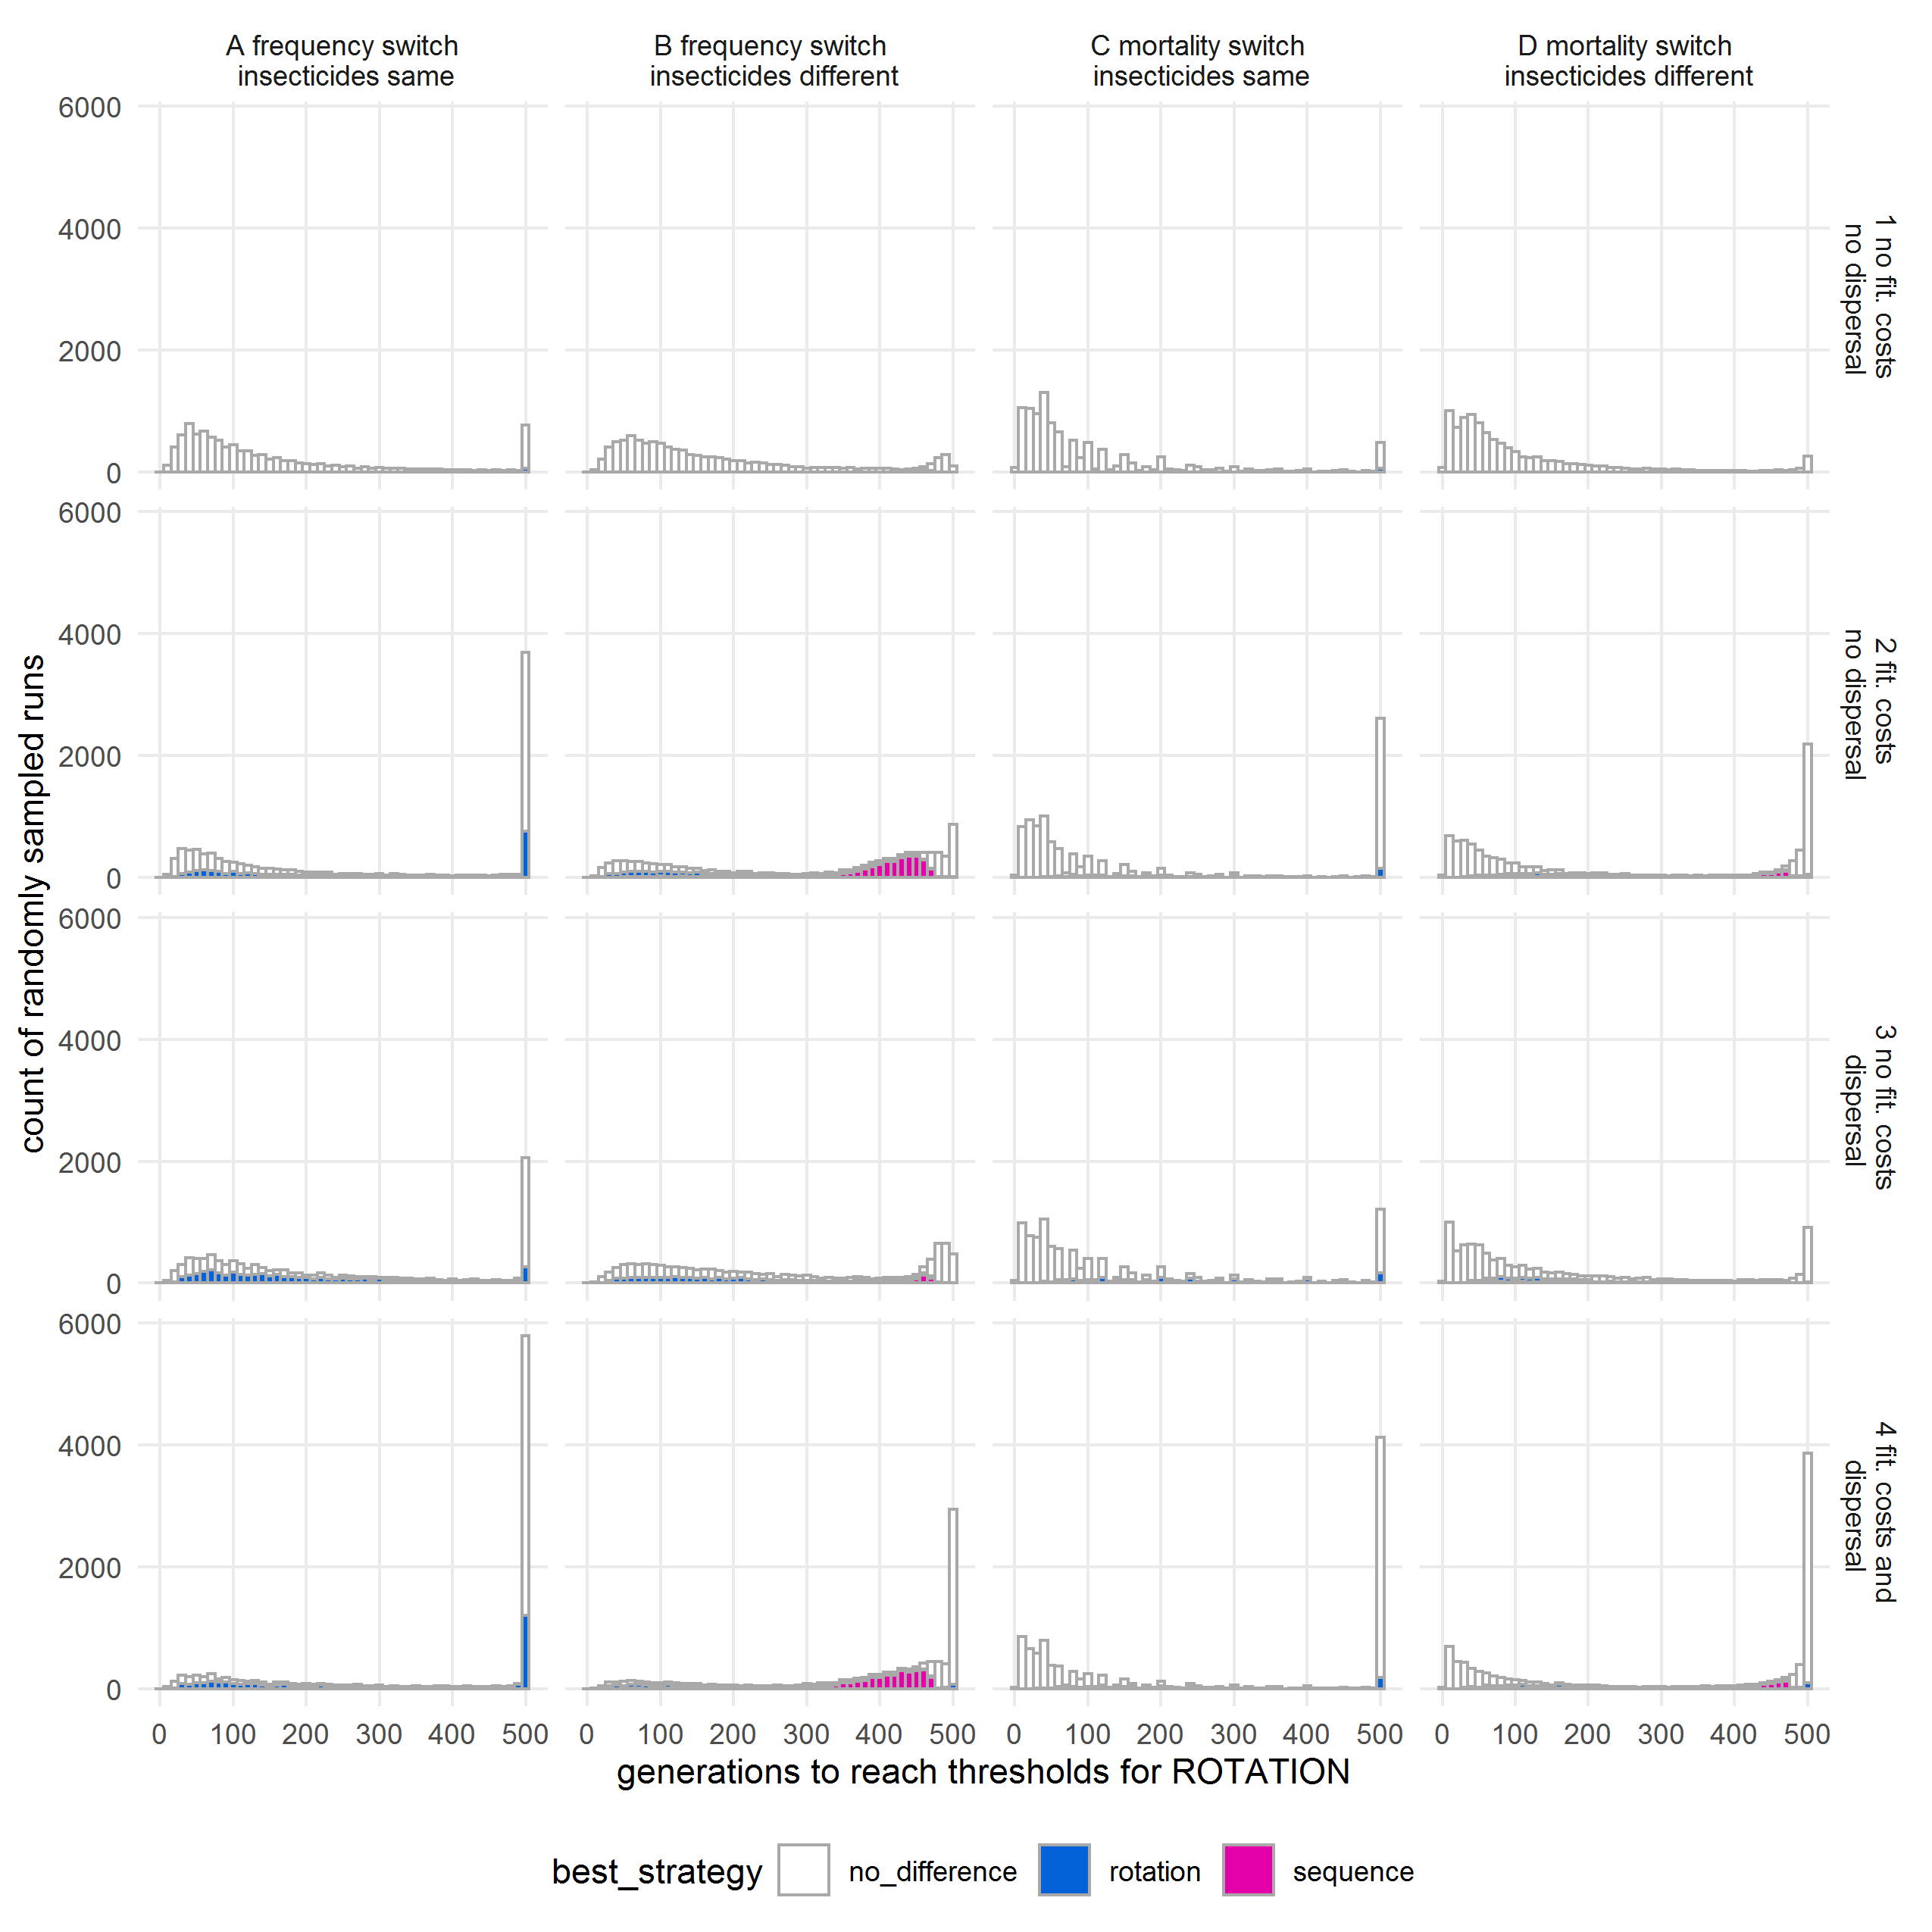 A frequency switch
insecticides same
B frequency switch
insecticides different
C mortality switch
insecticides same
D mortality switch
insecticides different
6000
4000
2000
0
1 no fit. costs
no dispersal
6000
4000
2000
0
2 fit. costs
no dispersal
6000
4000
2000
0
3 no fit. costs
dispersal
6000
4000
2000
0
4 fit. costs and
dispersal
count of randomly sampled runs
0 100 200 300 400 500
0 100 200 300 400 500
0 100 200 300 400 500
0 100 200 300 400 500
generations to reach thresholds for ROTATION
best_strategy no_difference rotation sequence